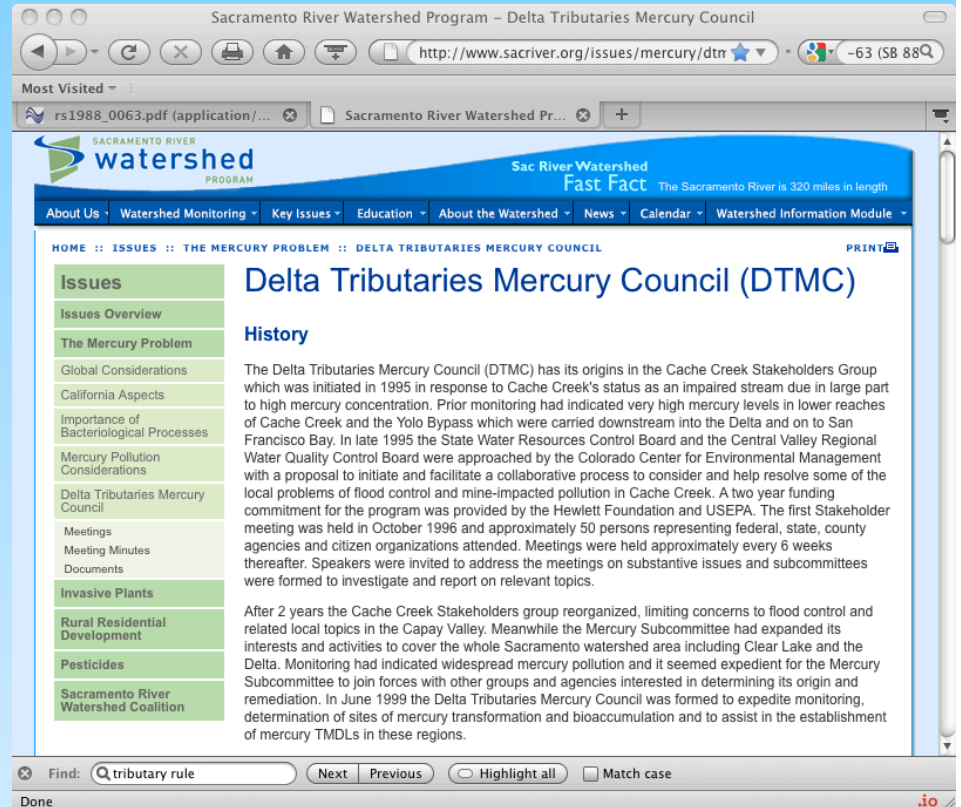 Sacramento River Watershed Program – Delta Tributaries Mercury Council
http://www.sacriver.org/issues/mercury/dtm
-63 (SB 88
Most Visited
rs1988_0063.pdf (application/...
Sacramento River Watershed Pr...
SACRAMENTO RIVER
watershed
PROGRAM
Sac River Watershed
Fast Fact The Sacramento River is 320 miles in length
About Us Watershed Monitoring Key Issues Education About the Watershed News Calendar Watershed Information Module
HOME :: ISSUES :: THE MERCURY PROBLEM :: DELTA TRIBUTARIES MERCURY COUNCIL PRINT
Issues
Issues Overview
The Mercury Problem
Global Considerations
California Aspects
Importance of
Bacteriological Processes
Mercury Pollution
Considerations
Delta Tributaries Mercury
Council
Meetings
Meeting Minutes
Documents
Invasive Plants
Rural Residential
Development
Pesticides
Sacramento River
Watershed Coalition
Delta Tributaries Mercury Council (DTMC)
History
The Delta Tributaries Mercury Council (DTMC) has its origins in the Cache Creek Stakeholders Group
which was initiated in 1995 in response to Cache Creek's status as an impaired stream due in large part
to high mercury concentration. Prior monitoring had indicated very high mercury levels in lower reaches
of Cache Creek and the Yolo Bypass which were carried downstream into the Delta and on to San
Francisco Bay. In late 1995 the State Water Resources Control Board and the Central Valley Regional
Water Quality Control Board were approached by the Colorado Center for Environmental Management
with a proposal to initiate and facilitate a collaborative process to consider and help resolve some of the
local problems of flood control and mine-impacted pollution in Cache Creek. A two year funding
commitment for the program was provided by the Hewlett Foundation and USEPA. The first Stakeholder
meeting was held in October 1996 and approximately 50 persons representing federal, state, county
agencies and citizen organizations attended. Meetings were held approximately every 6 weeks
thereafter. Speakers were invited to address the meetings on substantive issues and subcommittees
were formed to investigate and report on relevant topics.
After 2 years the Cache Creek Stakeholders group reorganized, limiting concerns to flood control and
related local topics in the Capay Valley. Meanwhile the Mercury Subcommittee had expanded its
interests and activities to cover the whole Sacramento watershed area including Clear Lake and the
Delta. Monitoring had indicated widespread mercury pollution and it seemed expedient for the Mercury
Subcommittee to join forces with other groups and agencies interested in determining its origin and
remediation. In June 1999 the Delta Tributaries Mercury Council was formed to expedite monitoring,
determination of sites of mercury transformation and bioaccumulation and to assist in the establishment
of mercury TMDLs in these regions.
Find: tributary rule Next Previous Highlight all Match case
Done .io